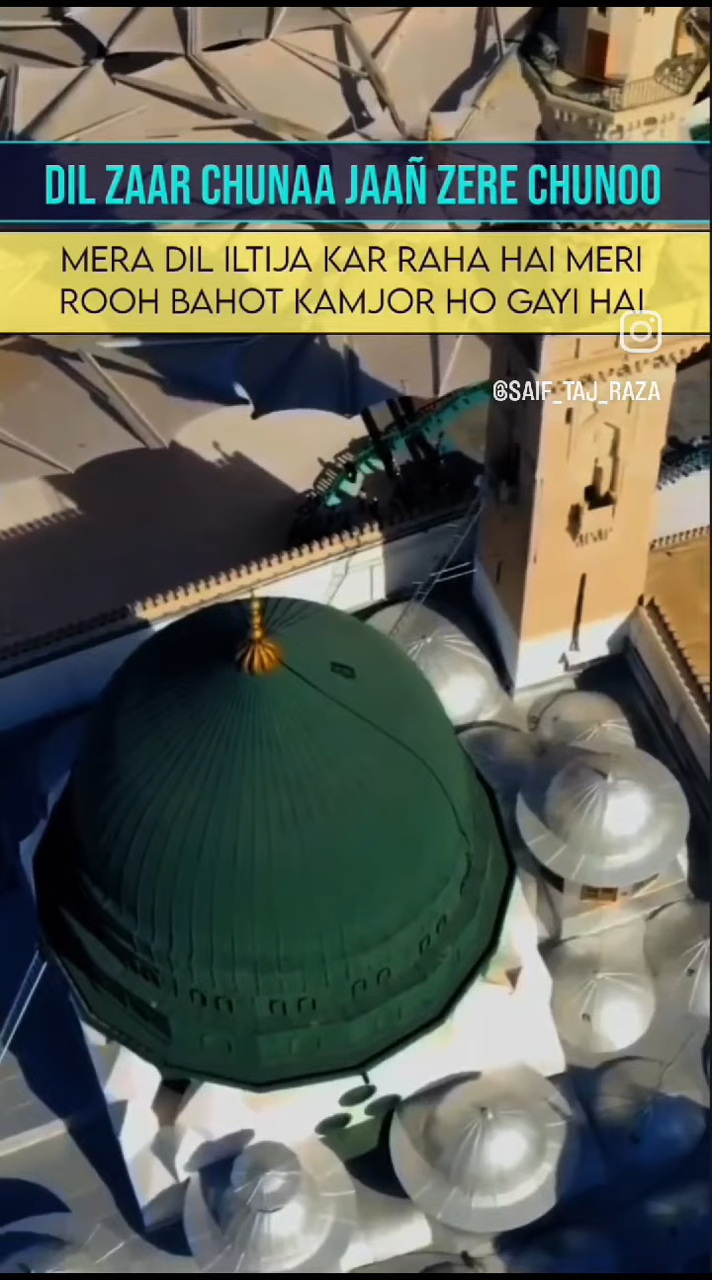 DIL ZAAR CHUNAA JAAÑ ZERE CHUNOO
MERA DIL ILTIJA KAR RAHA HAI MERI
ROOH BAHOT KAMJOR HO GAYI HAI
@SAIF_TAJ_RAZA